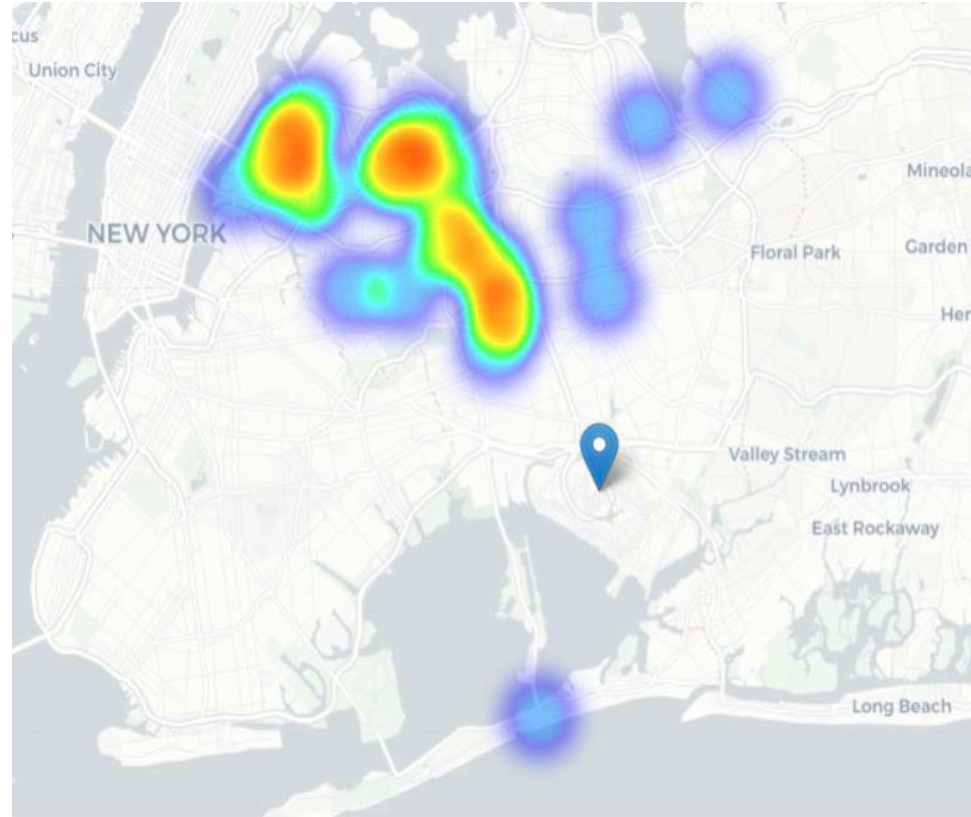 cus
Union City
Mineola
NEW YORK
Floral Park
Garden
Her
Valley Stream
Lynbrook
East Rockaway
Long Beach